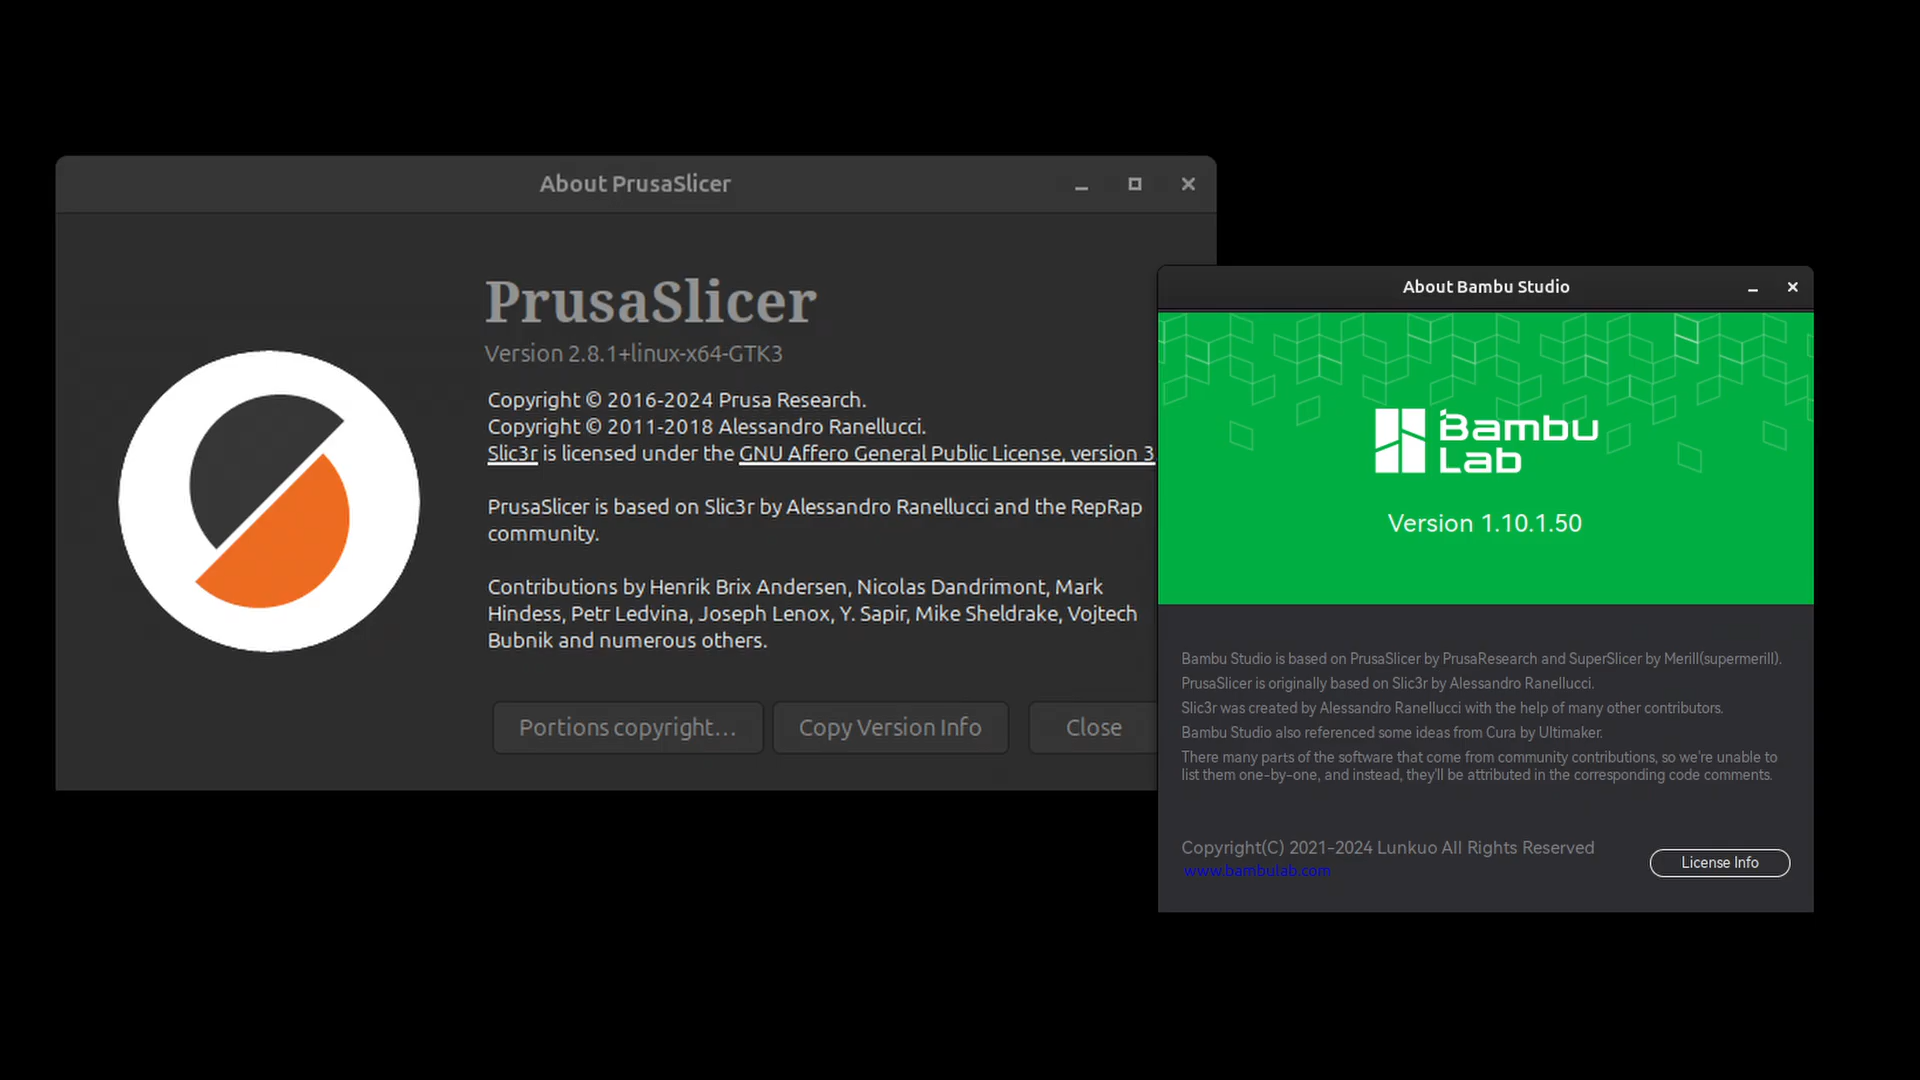 About PrusaSlicer
PrusaSlicer
Version 2.8.1+linux-x64-GTK3
Copyright © 2016-2024 Prusa Research.
Copyright © 2011-2018 Alessandro Ranellucci.
Slic3r is licensed under the GNU Affero General Public License, version 3
PrusaSlicer is based on Slic3r by Alessandro Ranellucci and the RepRap
community.
Contributions by Henrik Brix Andersen, Nicolas Dandrimont, Mark
Hindess, Petr Ledvina, Joseph Lenox, Y. Sapir, Mike Sheldrake, Vojtech
Bubnik and numerous others.
Portions copyright…
Copy Version Info
Close
About Bambu Studio
Bambu
Lab
Version 1.10.1.50
Bambu Studio is based on PrusaSlicer by PrusaResearch and SuperSlicer by Merill(supermerill).
PrusaSlicer is originally based on Slic3r by Alessandro Ranellucci.
Slic3r was created by Alessandro Ranellucci with the help of many other contributors.
Bambu Studio also referenced some ideas from Cura by Ultimaker.
There many parts of the software that come from community contributions, so we're unable to
list them one-by-one, and instead, they'll be attributed in the corresponding code comments.
Copyright(C) 2021-2024 Lunkuo All Rights Reserved
www.bambulab.com
License Info